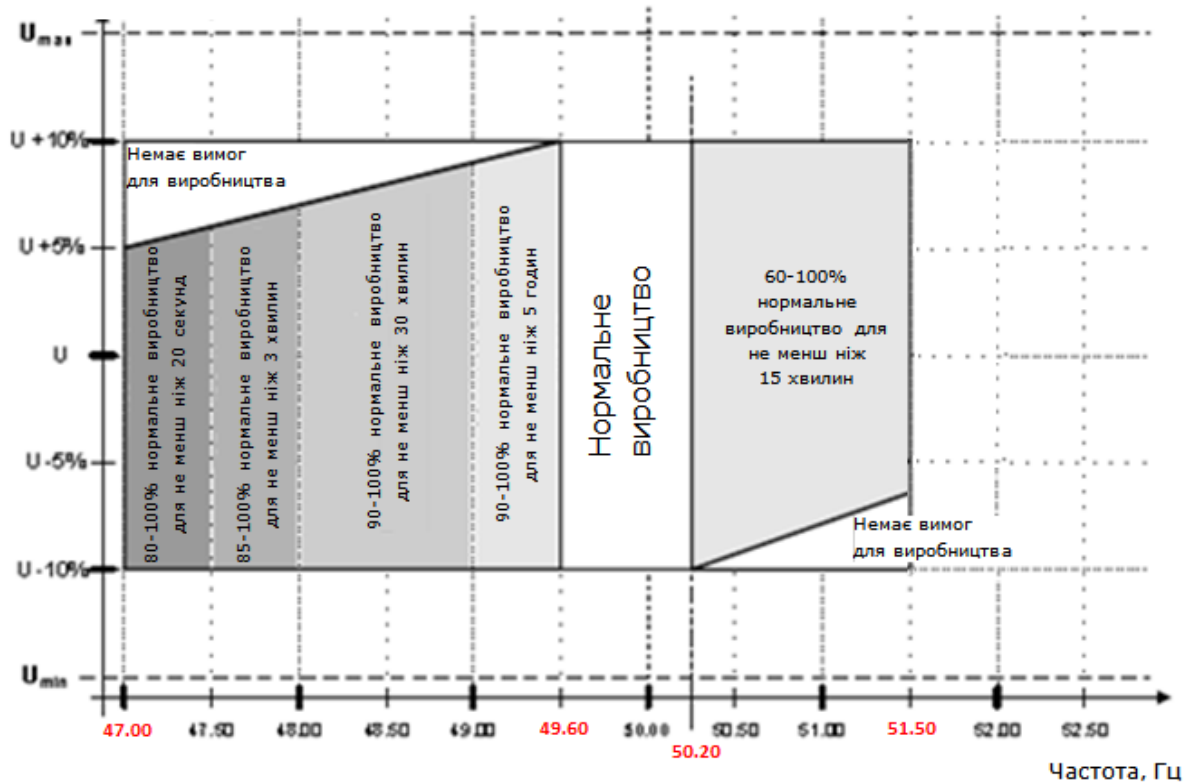 U max
U +10%
Немає вимог
для виробництва
U +5%
U
U -5%
U -10%
U min
80-100% нормальне виробництво
для не менш ніж 20 секунд
85-100% нормальне виробництво
для не менш ніж 3 хвилин
90-100% нормальне виробництво
для не менш ніж 30 хвилин
90-100% нормальне виробництво
для не менш ніж 5 годин
Нормальне
виробництво
60-100%
нормальне
виробництво для
не менш ніж
15 хвилин
Немає вимог
для виробництва
47.00 47.50 48.00 48.50 49.00 49.60 50.00 50.50 51.00 51.50 52.00 52.50
50.20
Частота, Гц